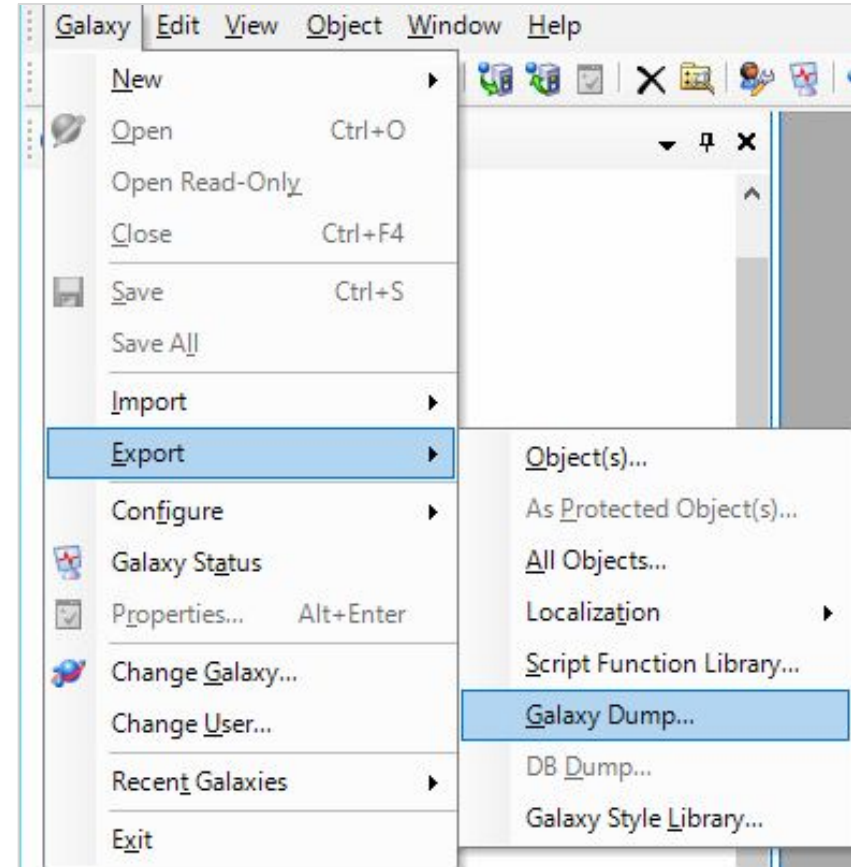 Galaxy Edit View Object Window Help
New
Open Ctrl+O
Open Read-Only
Close Ctrl+F4
Save Ctrl+S
Save All
Import
Export
Configure
Galaxy Status
Properties... Alt+Enter
Change Galaxy...
Change User...
Recent Galaxies
Exit
Object(s)...
As Protected Object(s)...
All Objects...
Localization
Script Function Library...
Galaxy Dump...
DB Dump...
Galaxy Style Library...